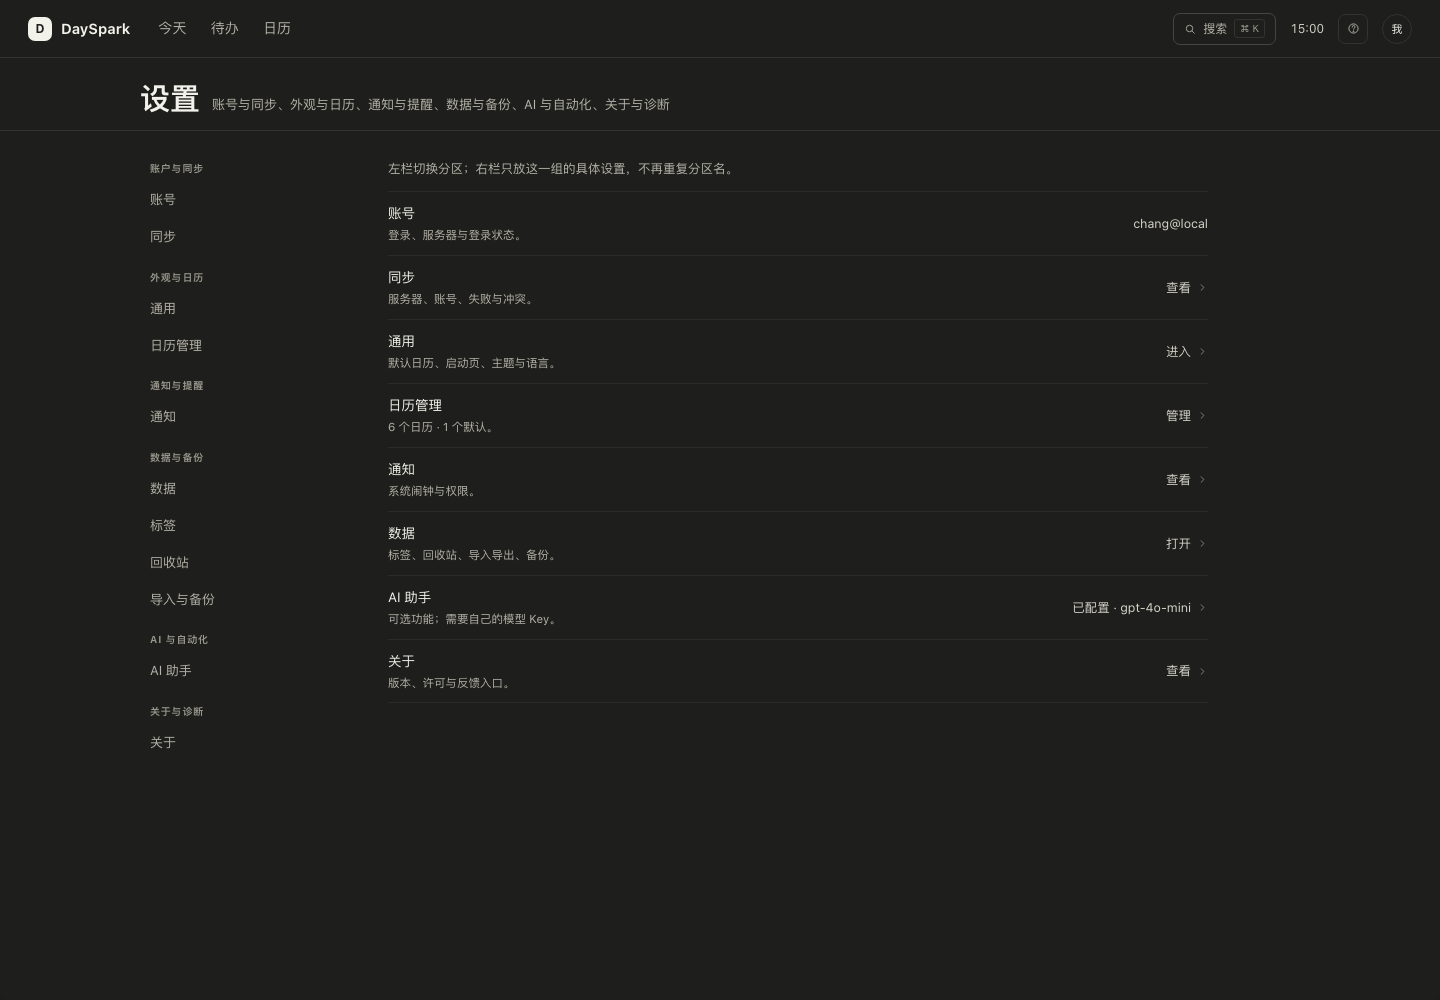 D DaySpark 今天 待办 日历 搜索 ⌘ K 15:00 我
设置 账号与同步、外观与日历、通知与提醒、数据与备份、AI 与自动化、关于与诊断
账户与同步
账号
同步
外观与日历
通用
日历管理
通知与提醒
通知
数据与备份
数据
标签
回收站
导入与备份
AI 与自动化
AI 助手
关于与诊断
关于
左栏切换分区；右栏只放这一组的具体设置，不再重复分区名。
账号
登录、服务器与登录状态。
chang@local
同步
服务器、账号、失败与冲突。
查看
通用
默认日历、启动页、主题与语言。
进入
日历管理
6 个日历 · 1 个默认。
管理
通知
系统闹钟与权限。
查看
数据
标签、回收站、导入导出、备份。
打开
AI 助手
可选功能；需要自己的模型 Key。
已配置 · gpt-4o-mini
关于
版本、许可与反馈入口。
查看